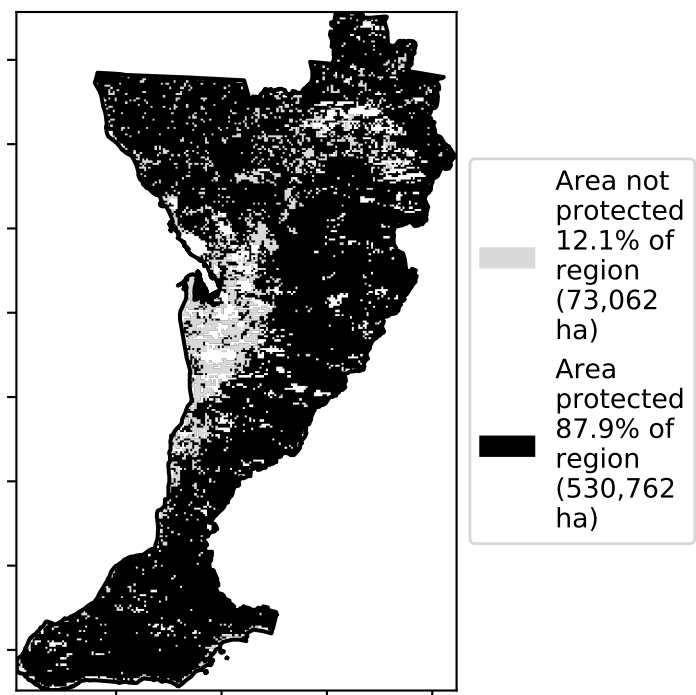 Area not
protected
12.1% of
region
(73,062
ha)
Area
protected
87.9% of
region
(530,762
ha)